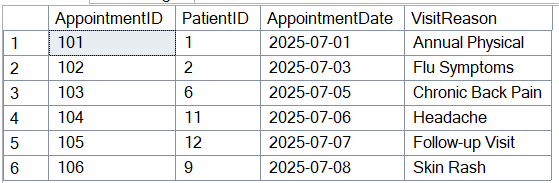 AppointmentID PatientID AppointmentDate VisitReason
1 101 1 2025-07-01 Annual Physical
2 102 2 2025-07-03 Flu Symptoms
3 103 6 2025-07-05 Chronic Back Pain
4 104 11 2025-07-06 Headache
5 105 12 2025-07-07 Follow-up Visit
6 106 9 2025-07-08 Skin Rash